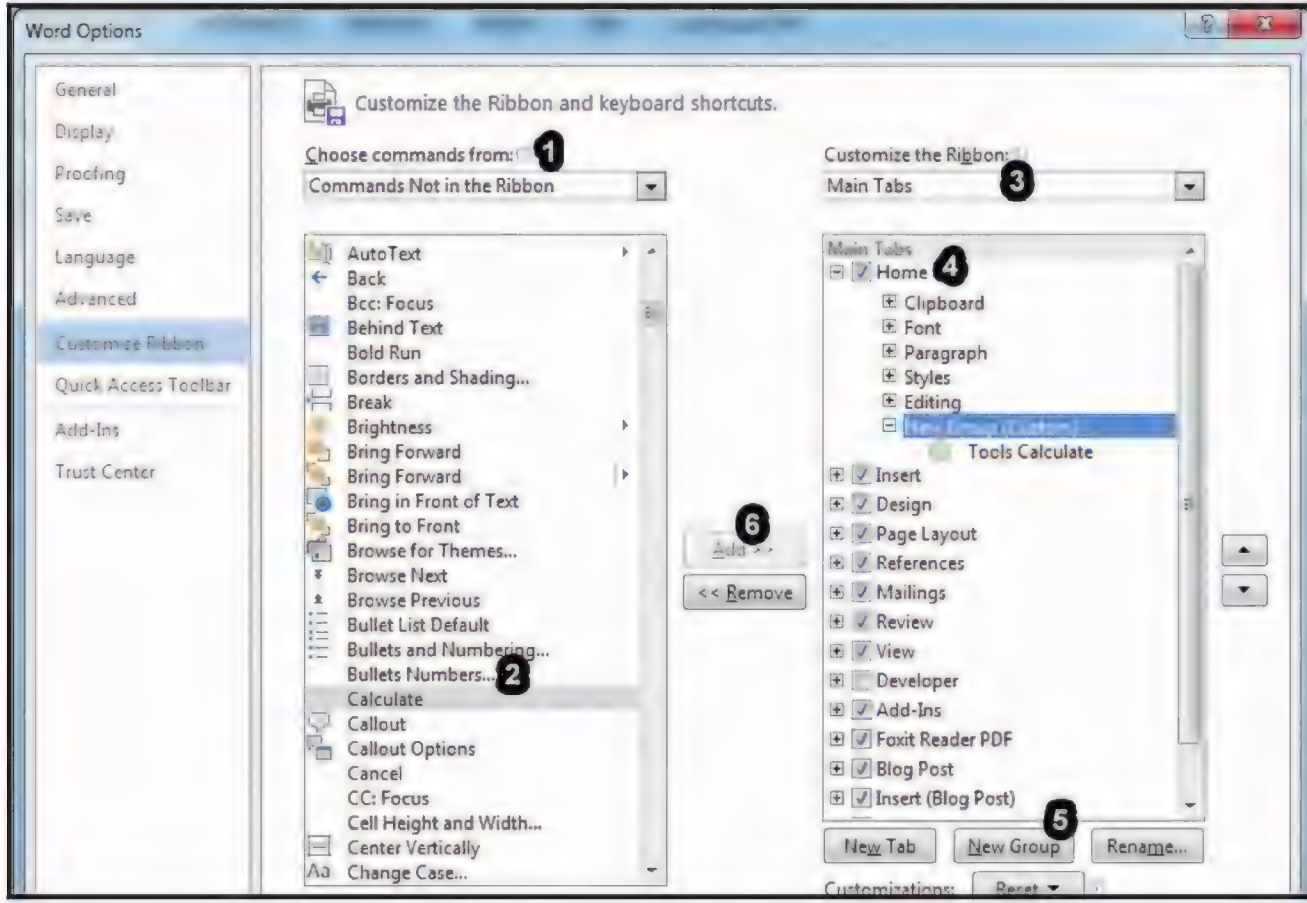 Word Options
General
Display
Proofing
Save
Language
Advanced
Customize Ribbon
Quick Access Toolbar
Add-Ins
Trust Center
Customize the Ribbon and keyboard shortcuts.
Choose commands from:
1
Commands Not in the Ribbon
AutoText
Back
Bcc: Focus
Behind Text
Bold Run
Borders and Shading...
Break
Brightness
Bring Forward
Bring Forward
Bring in Front of Text
Bring to Front
Browse for Themes...
Browse Next
Browse Previous
Bullet List Default
Bullets and Numbering...
Bullets Numbers...
2
Calculate
Callout
Callout Options
Cancel
CC: Focus
Cell Height and Width...
Center Vertically
Aa Change Case...
6
Add >>
<< Remove
Customize the Ribbon:
Main Tabs
3
Main Tabs
Home
4
Clipboard
Font
Paragraph
Styles
Editing
New Group (Custom)
Tools Calculate
Insert
Design
Page Layout
References
Mailings
Review
View
Developer
Add-Ins
Foxit Reader PDF
Blog Post
Insert (Blog Post)
5
New Tab
New Group
Rename...
Customizations:
Reset